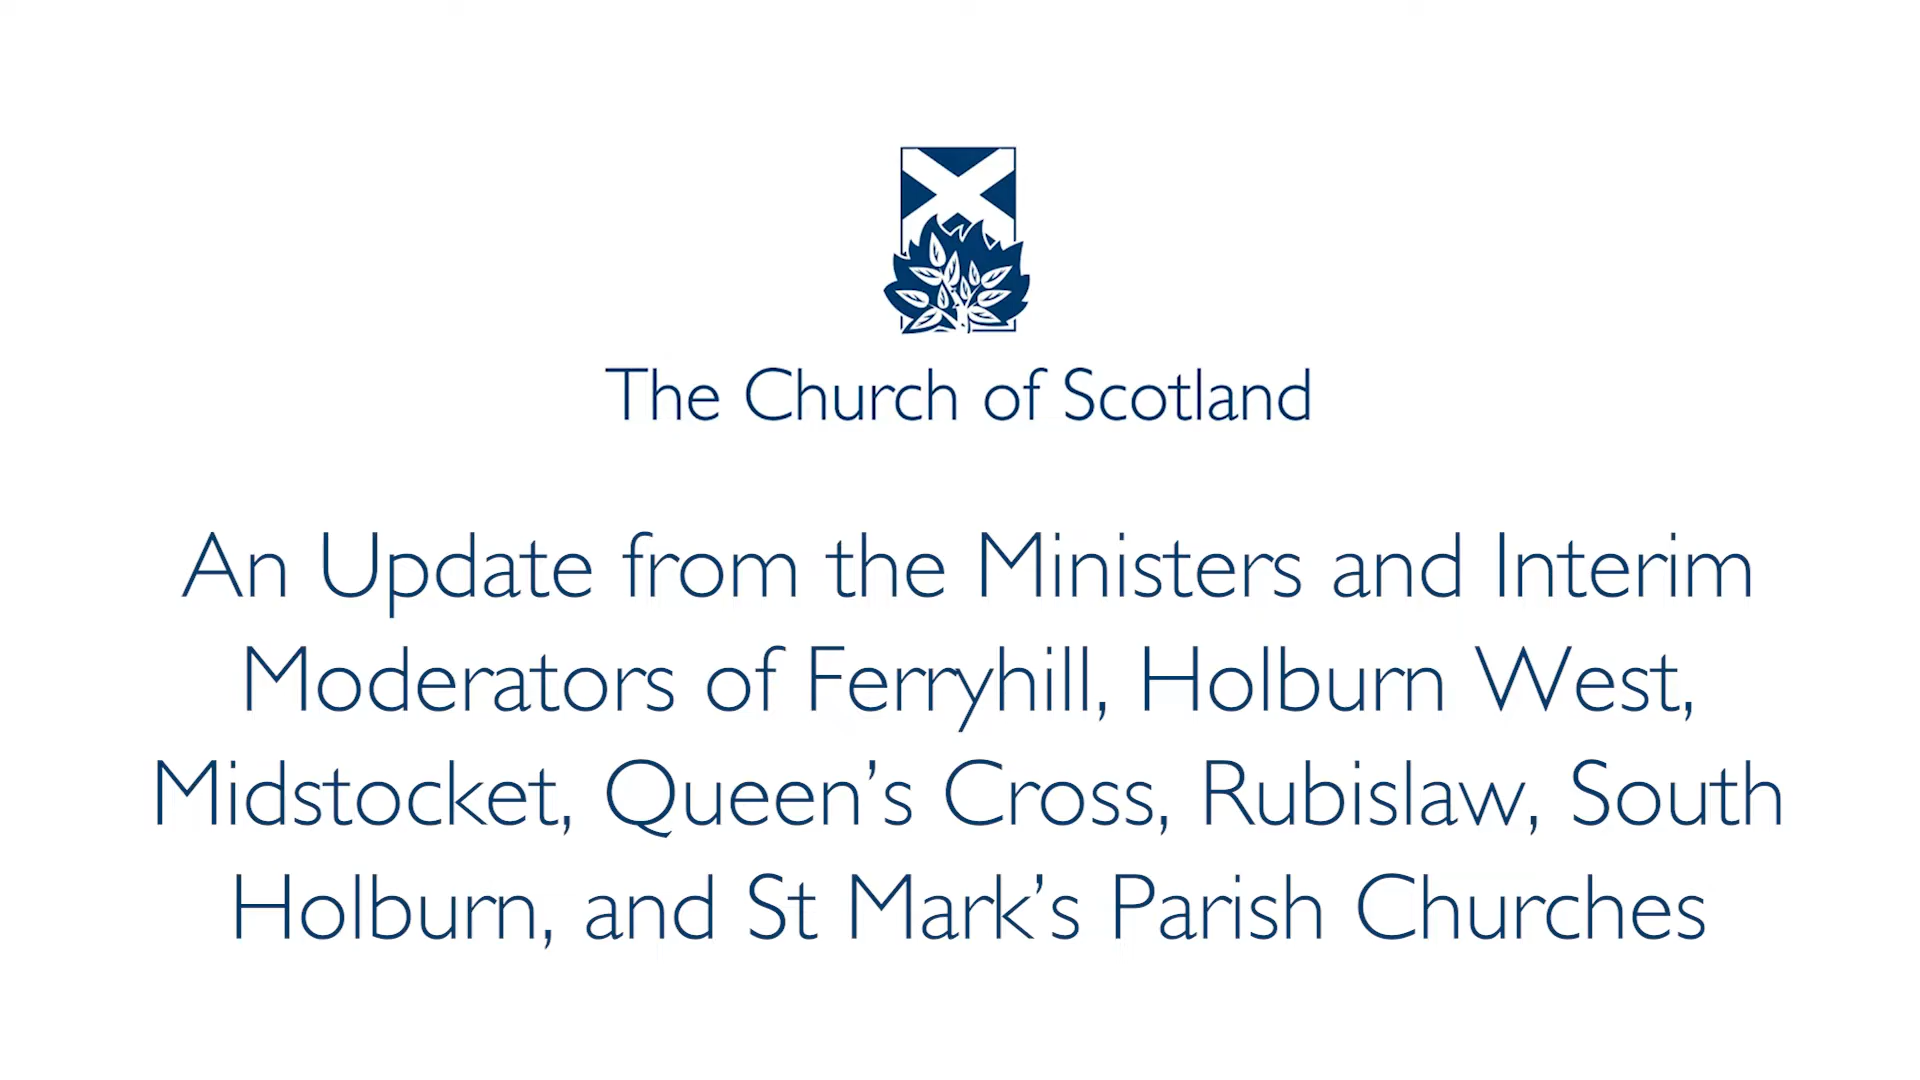 The Church of Scotland
An Update from the Ministers and Interim
Moderators of Ferryhill, Holburn West,
Midstocket, Queen’s Cross, Rubislaw, South
Holburn, and St Mark’s Parish Churches